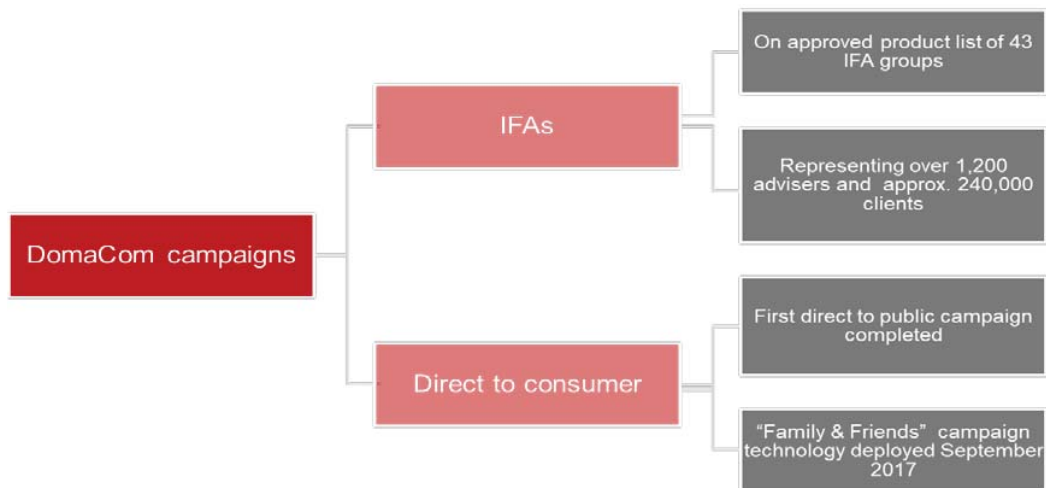 On approved product list of 43
IFA groups
IFAs
Representing over 1,200
advisers and approx. 240,000
clients
DomaCom campaigns
First direct to public campaign
completed
Direct to consumer
“Family & Friends” campaign
technology deployed September
2017